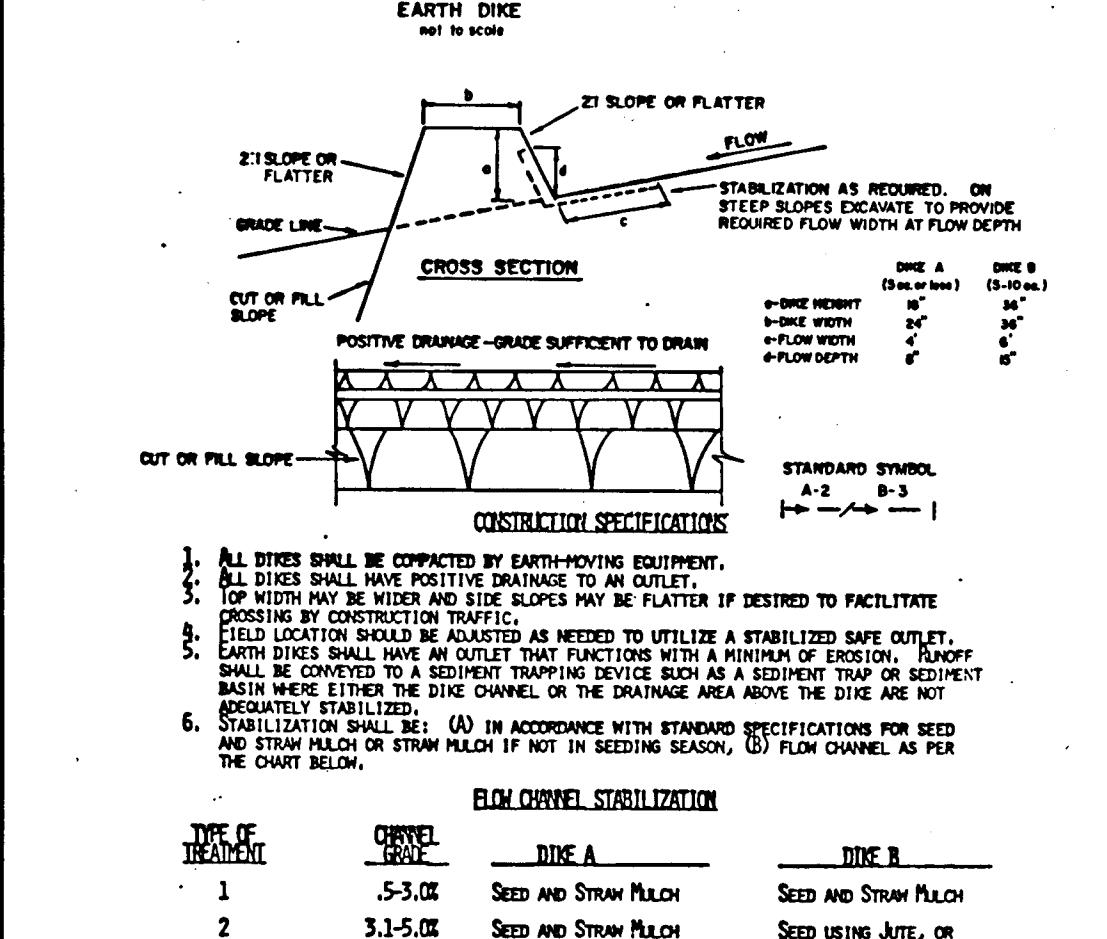 EARTH DIKE
not to scale
b
2:1 SLOPE OR FLATTER
FLOW
2:1 SLOPE OR
FLATTER
a
d
STABILIZATION AS REQUIRED. ON
STEEP SLOPES EXCAVATE TO PROVIDE
REQUIRED FLOW WIDTH AT FLOW DEPTH
c
GRADE LINE
CROSS SECTION
CUT OR FILL
SLOPE
DIKE A DIKE B
(5 ac. or less) (5-10 ac.)
a-DIKE HEIGHT 18" 36"
b-DIKE WIDTH 24" 36"
c-FLOW WIDTH 4' 6'
d-FLOW DEPTH 8" 15"
POSITIVE DRAINAGE-GRADE SUFFICENT TO DRAIN
CUT OR FILL SLOPE
STANDARD SYMBOL
A-2 B-3
CONSTRUCTION SPECIFICATIONS
1. ALL DIKES SHALL BE COMPACTED BY EARTH-MOVING EQUIPMENT.
2. ALL DIKES SHALL HAVE POSITIVE DRAINAGE TO AN OUTLET.
3. TOP WIDTH MAY BE WIDER AND SIDE SLOPES MAY BE FLATTER IF DESIRED TO FACILITATE
CROSSING BY CONSTRUCTION TRAFFIC.
4. FIELD LOCATION SHOULD BE ADJUSTED AS NEEDED TO UTILIZE A STABILIZED SAFE OUTLET.
5. EARTH DIKES SHALL HAVE AN OUTLET THAT FUNCTIONS WITH A MINIMUM OF EROSION. RUNOFF
SHALL BE CONVEYED TO A SEDIMENT TRAPPING DEVICE SUCH AS A SEDIMENT TRAP OR SEDIMENT
BASIN WHERE EITHER THE DIKE CHANNEL OR THE DRAINAGE AREA ABOVE THE DIKE ARE NOT
ADEQUATELY STABILIZED.
6. STABILIZATION SHALL BE: (A) IN ACCORDANCE WITH STANDARD SPECIFICATIONS FOR SEED
AND STRAW MULCH OR STRAW MULCH IF NOT IN SEEDING SEASON, (B) FLOW CHANNEL AS PER
THE CHART BELOW.
FLOW CHANNEL STABILIZATION
TYPE OF TREATMENT CHANNEL GRADE DIKE A DIKE B
1 .5-3.0% SEED AND STRAW MULCH SEED AND STRAW MULCH
2 3.1-5.0% SEED AND STRAW MULCH SEED USING JUTE, OR